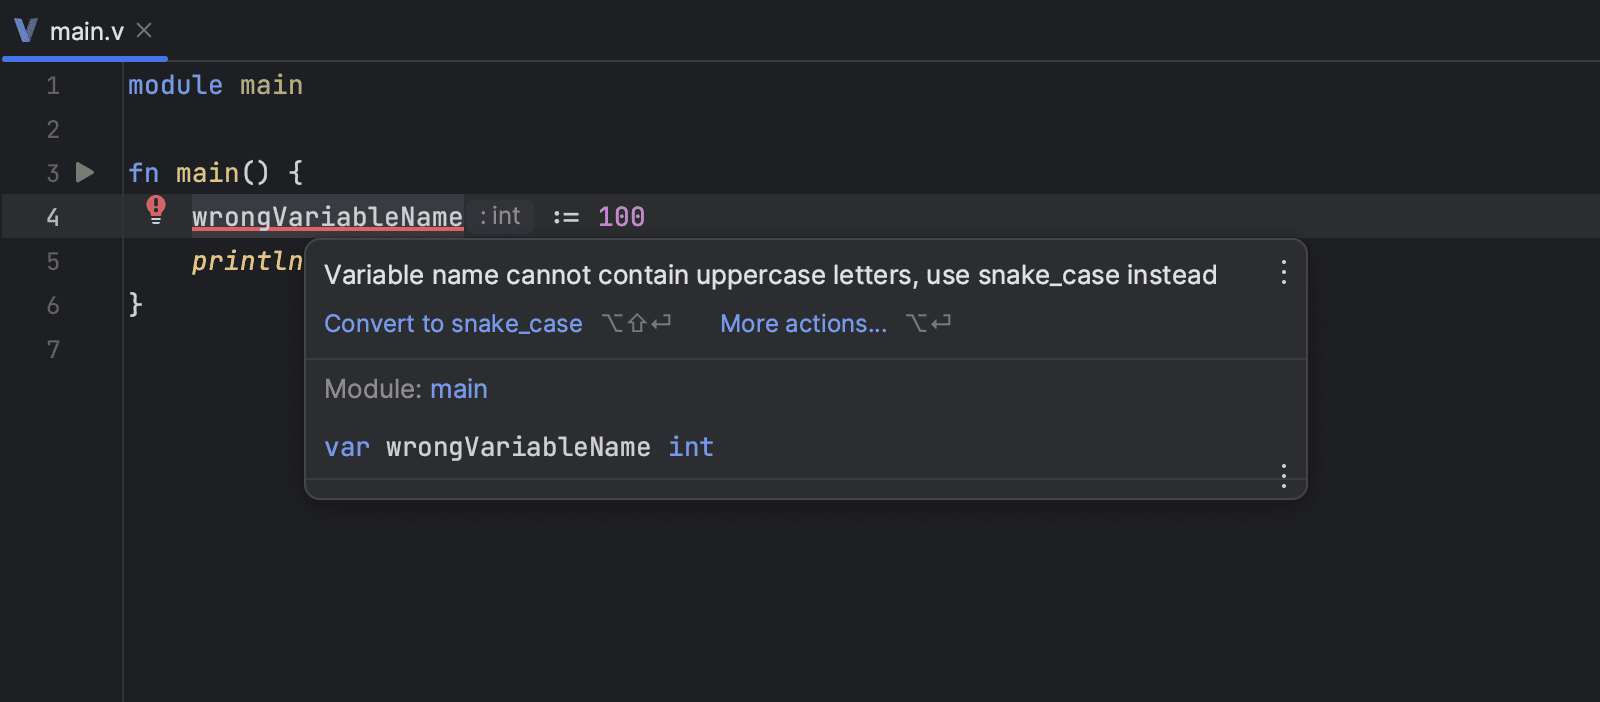 main.v
1 module main
2
3 fn main() {
4 wrongVariableName : int := 100
5 println
6 }
7
Variable name cannot contain uppercase letters, use snake_case instead
Convert to snake_case ⌥⇧⏎ More actions... ⌥⏎
Module: main
var wrongVariableName int